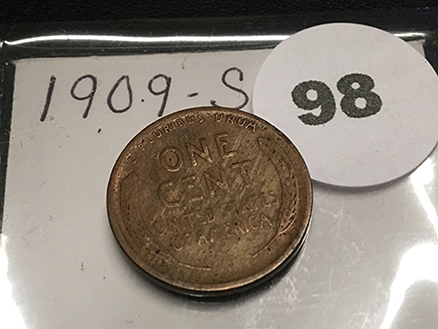 1909-S
98
E PLURIBUS UNUM
ONE
CENT
UNITED STATES
OF AMERICA